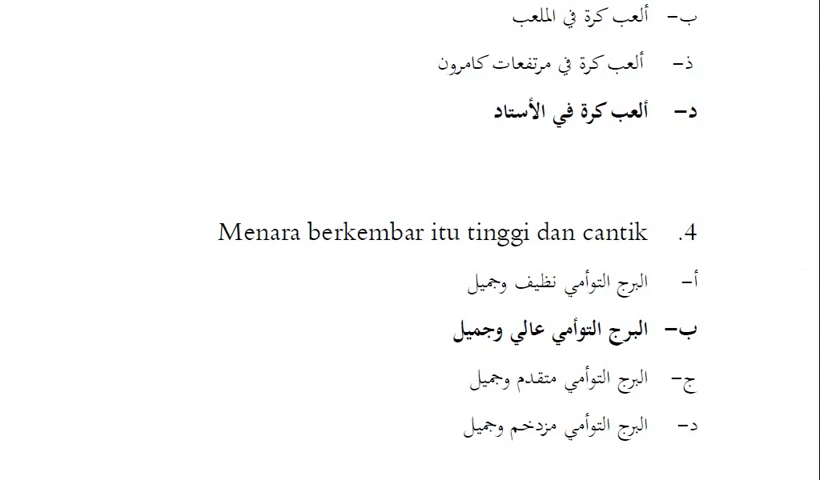 ب- ألعب كرة في الملعب
ذ- ألعب كرة في مرتفعات كامرون
د- ألعب كرة في الأستاد
4. Menara berkembar itu tinggi dan cantik
أ- البرج التوأمي نظيف وجميل
ب- البرج التوأمي عالي وجميل
ج- البرج التوأمي متقدم وجميل
د- البرج التوأمي مزدخم وجميل